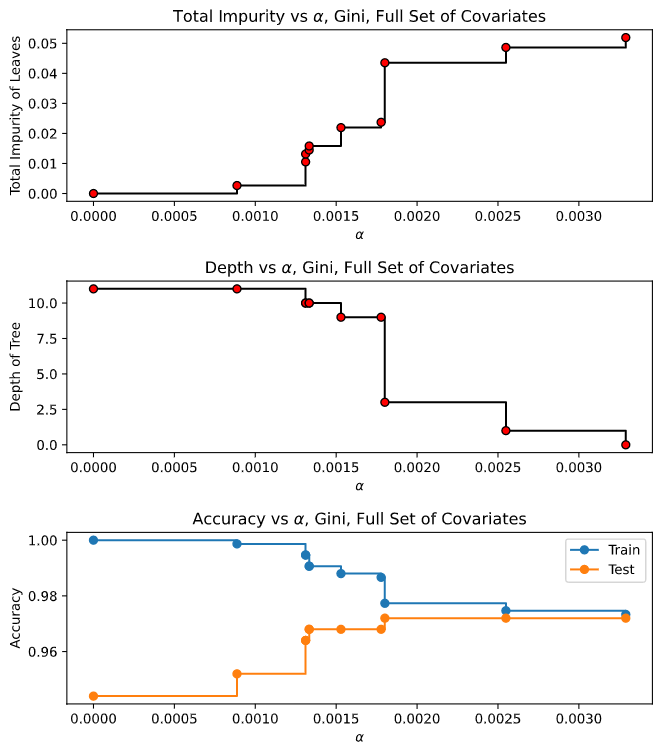 Total Impurity vs α, Gini, Full Set of Covariates
Total Impurity of Leaves
0.05
0.04
0.03
0.02
0.01
0.00
0.0000 0.0005 0.0010 0.0015 0.0020 0.0025 0.0030
α
Depth vs α, Gini, Full Set of Covariates
Depth of Tree
10.0
7.5
5.0
2.5
0.0
0.0000 0.0005 0.0010 0.0015 0.0020 0.0025 0.0030
α
Accuracy vs α, Gini, Full Set of Covariates
Accuracy
1.00
0.98
0.96
Train
Test
0.0000 0.0005 0.0010 0.0015 0.0020 0.0025 0.0030
α